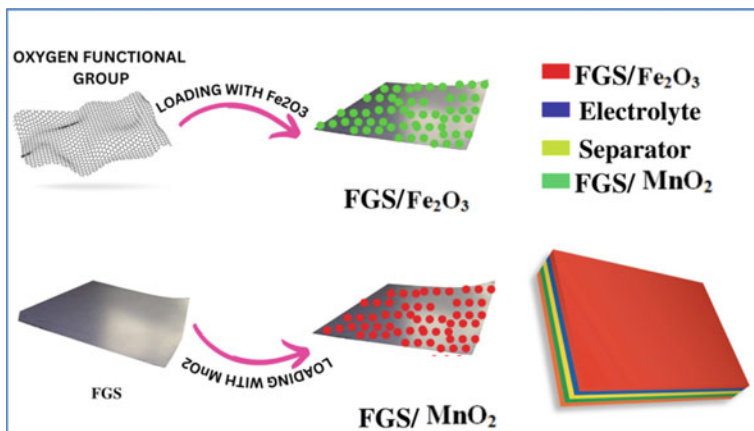 OXYGEN FUNCTIONAL
GROUP
LOADING WITH Fe2O3
FGS/Fe₂O₃
FGS/Fe₂O₃
Electrolyte
Separator
FGS/ MnO₂
FGS
LOADING WITH MnO2
FGS/ MnO₂